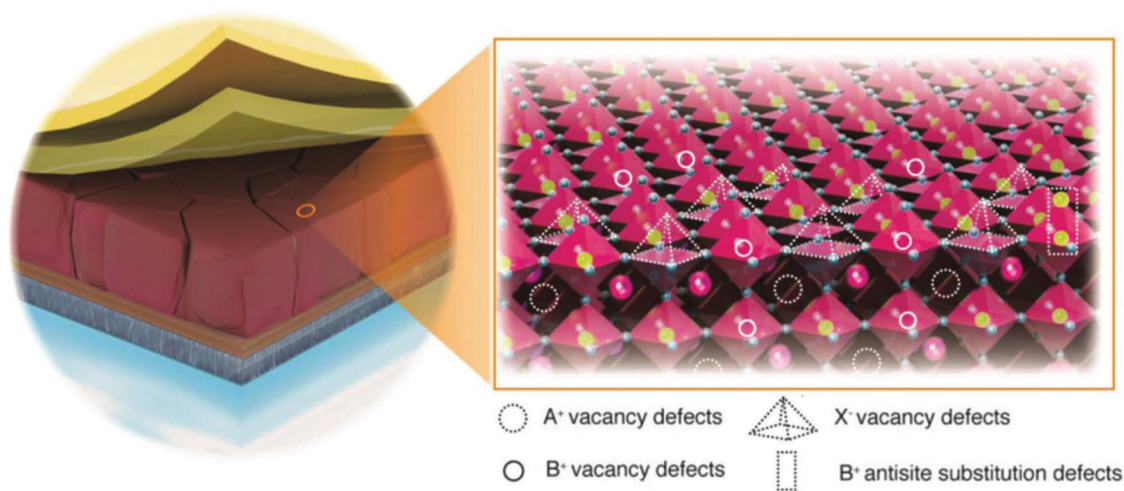 A⁺ vacancy defects
X⁻ vacancy defects
B⁺ vacancy defects
B⁺ antisite substitution defects